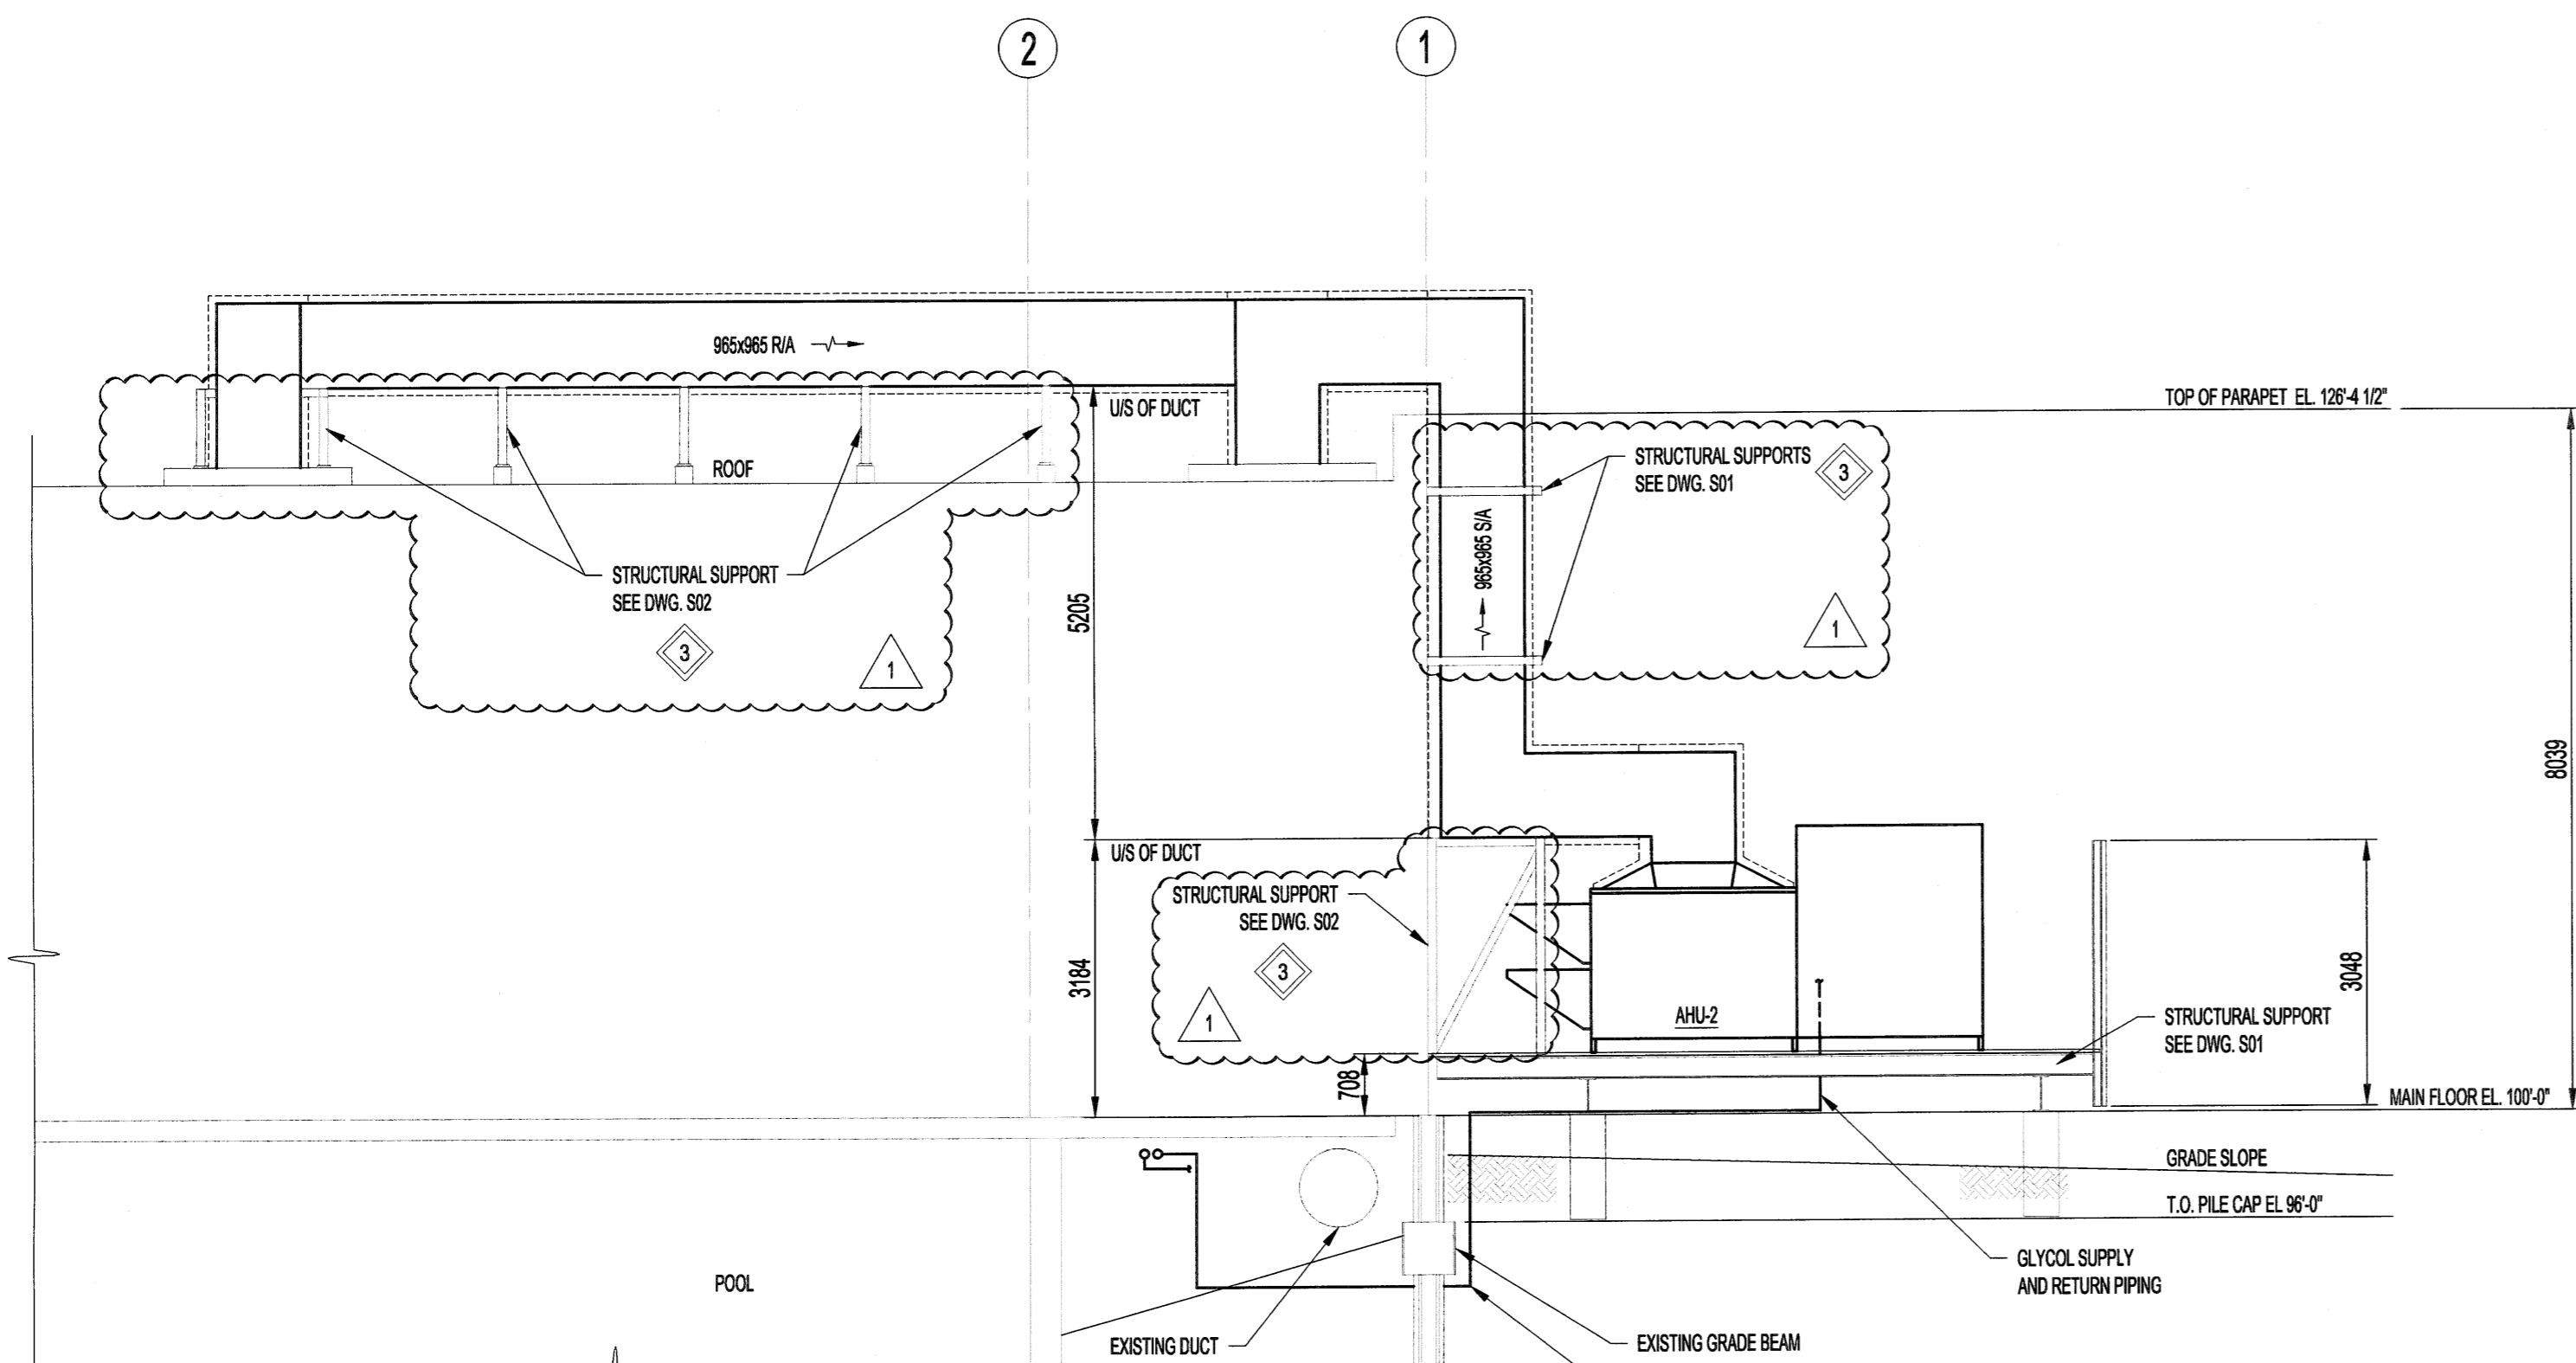 2
1
965x965 R/A
U/S OF DUCT
TOP OF PARAPET EL. 126'-4 1/2"
ROOF
STRUCTURAL SUPPORTS
SEE DWG. S01
3
965x965 S/A
1
STRUCTURAL SUPPORT
SEE DWG. S02
3
1
5205
8039
U/S OF DUCT
STRUCTURAL SUPPORT
SEE DWG. S02
3
1
3184
708
AHU-2
3048
STRUCTURAL SUPPORT
SEE DWG. S01
MAIN FLOOR EL. 100'-0"
GRADE SLOPE
T.O. PILE CAP EL 96'-0"
GLYCOL SUPPLY
AND RETURN PIPING
POOL
EXISTING DUCT
EXISTING GRADE BEAM